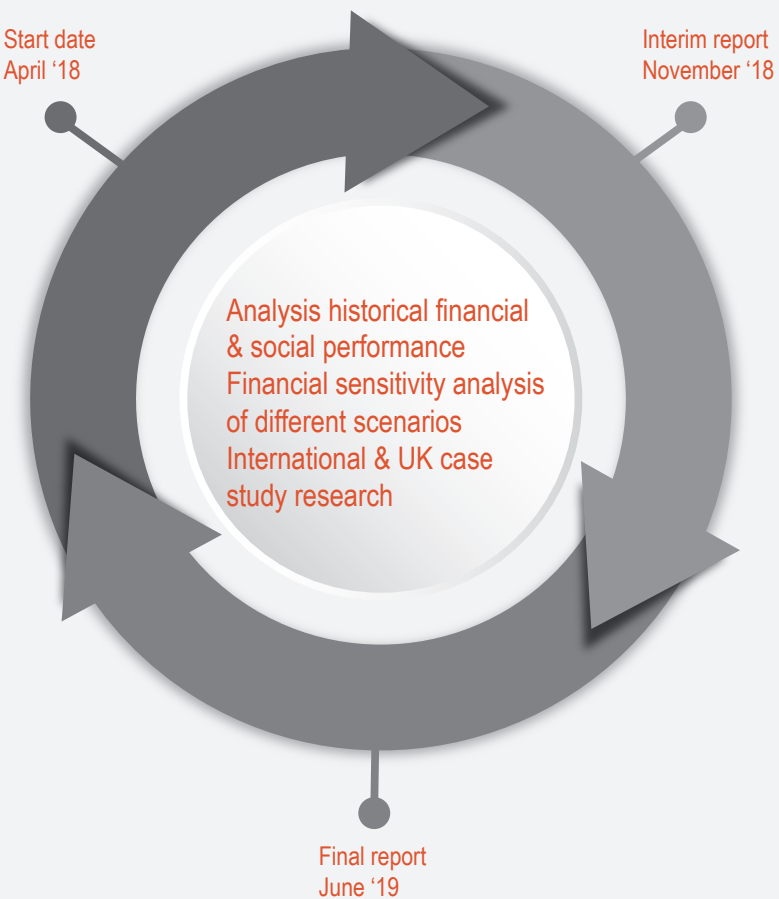 Start date
April ‘18
Interim report
November ‘18
Analysis historical financial
& social performance
Financial sensitivity analysis
of different scenarios
International & UK case
study research
Final report
June ‘19